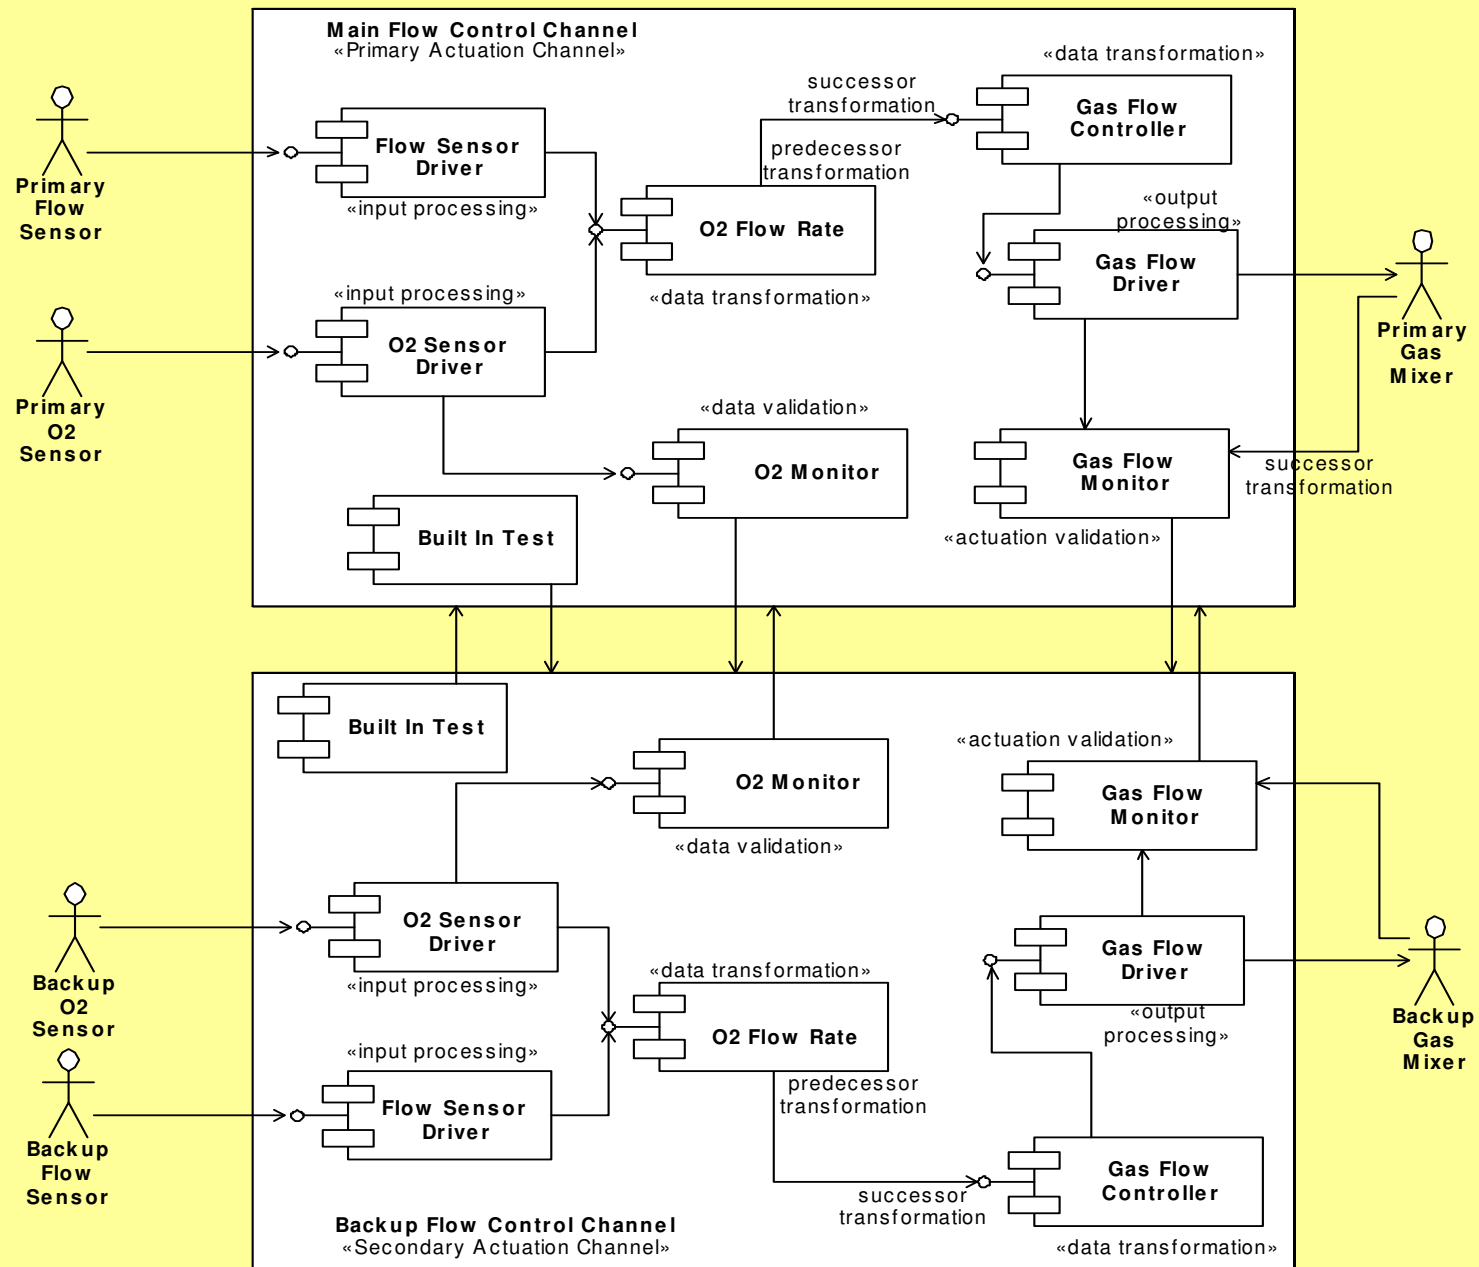 Main Flow Control Channel
«Primary Actuation Channel»
«data transformation»
successor
transformation
Gas Flow
Controller
Flow Sensor
Driver
predecessor
transformation
Primary
Flow
Sensor
«input processing»
«output
processing»
O2 Flow Rate
Gas Flow
Driver
«input processing»
«data transformation»
O2 Sensor
Driver
Primary
Gas
Mixer
Primary
O2
Sensor
«data validation»
O2 Monitor
Gas Flow
Monitor
successor
transformation
Built In Test
«actuation validation»
Built In Test
«actuation validation»
O2 Monitor
Gas Flow
Monitor
«data validation»
O2 Sensor
Driver
Gas Flow
Driver
Backup
O2
Sensor
«input processing»
«data transformation»
«output
processing»
Backup
Gas
Mixer
O2 Flow Rate
«input processing»
predecessor
transformation
Flow Sensor
Driver
Backup
Flow
Sensor
Gas Flow
Controller
successor
transformation
Backup Flow Control Channel
«Secondary Actuation Channel»
«data transformation»